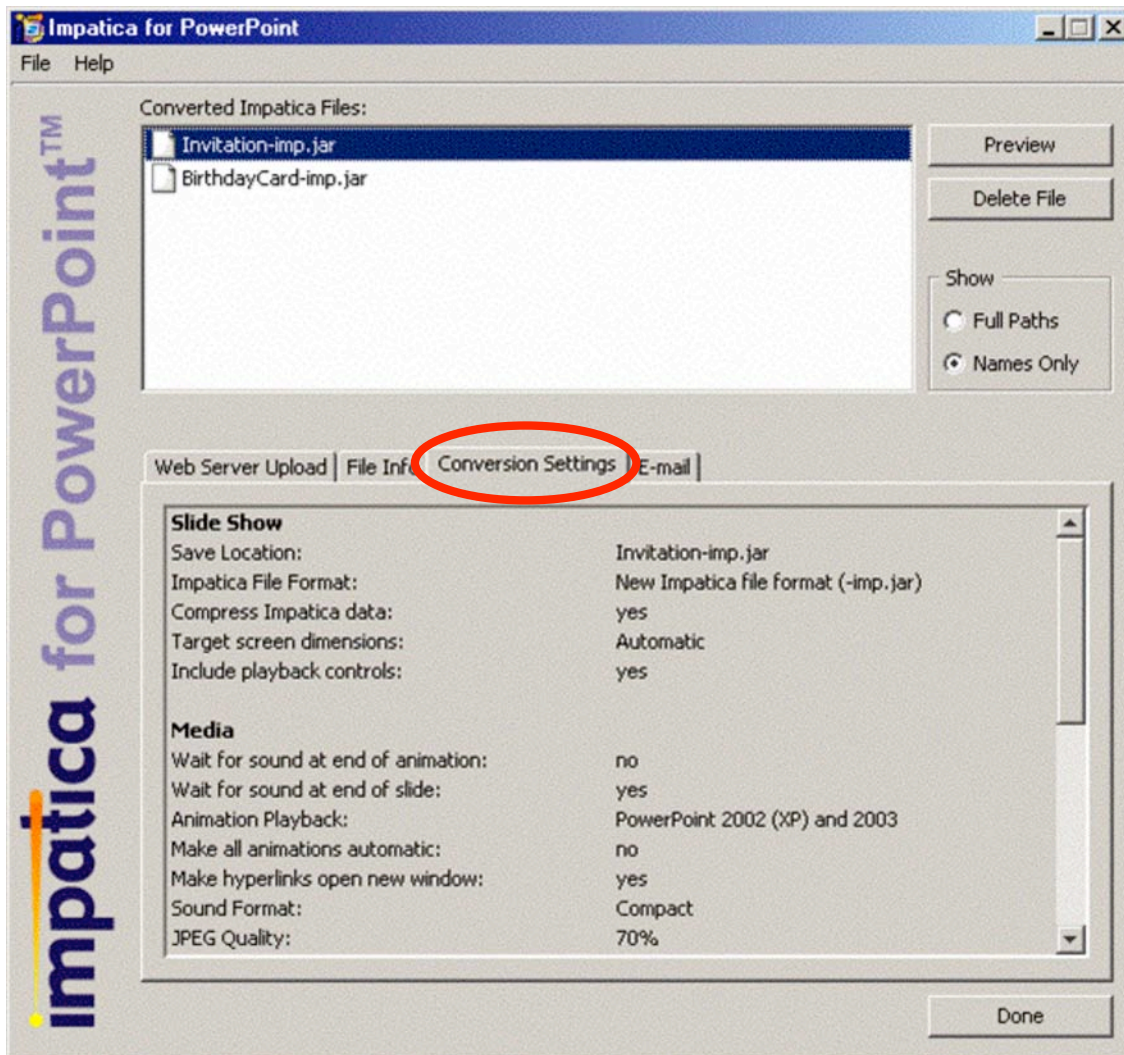 Impatica for PowerPoint
File Help
impatica for PowerPoint™
Converted Impatica Files:
Invitation-imp.jar
BirthdayCard-imp.jar
Preview
Delete File
Show
Full Paths
Names Only
Web Server Upload File Info Conversion Settings E-mail
Slide Show
Save Location: Invitation-imp.jar
Impatica File Format: New Impatica file format (-imp.jar)
Compress Impatica data: yes
Target screen dimensions: Automatic
Include playback controls: yes
Media
Wait for sound at end of animation: no
Wait for sound at end of slide: yes
Animation Playback: PowerPoint 2002 (XP) and 2003
Make all animations automatic: no
Make hyperlinks open new window: yes
Sound Format: Compact
JPEG Quality: 70%
Done